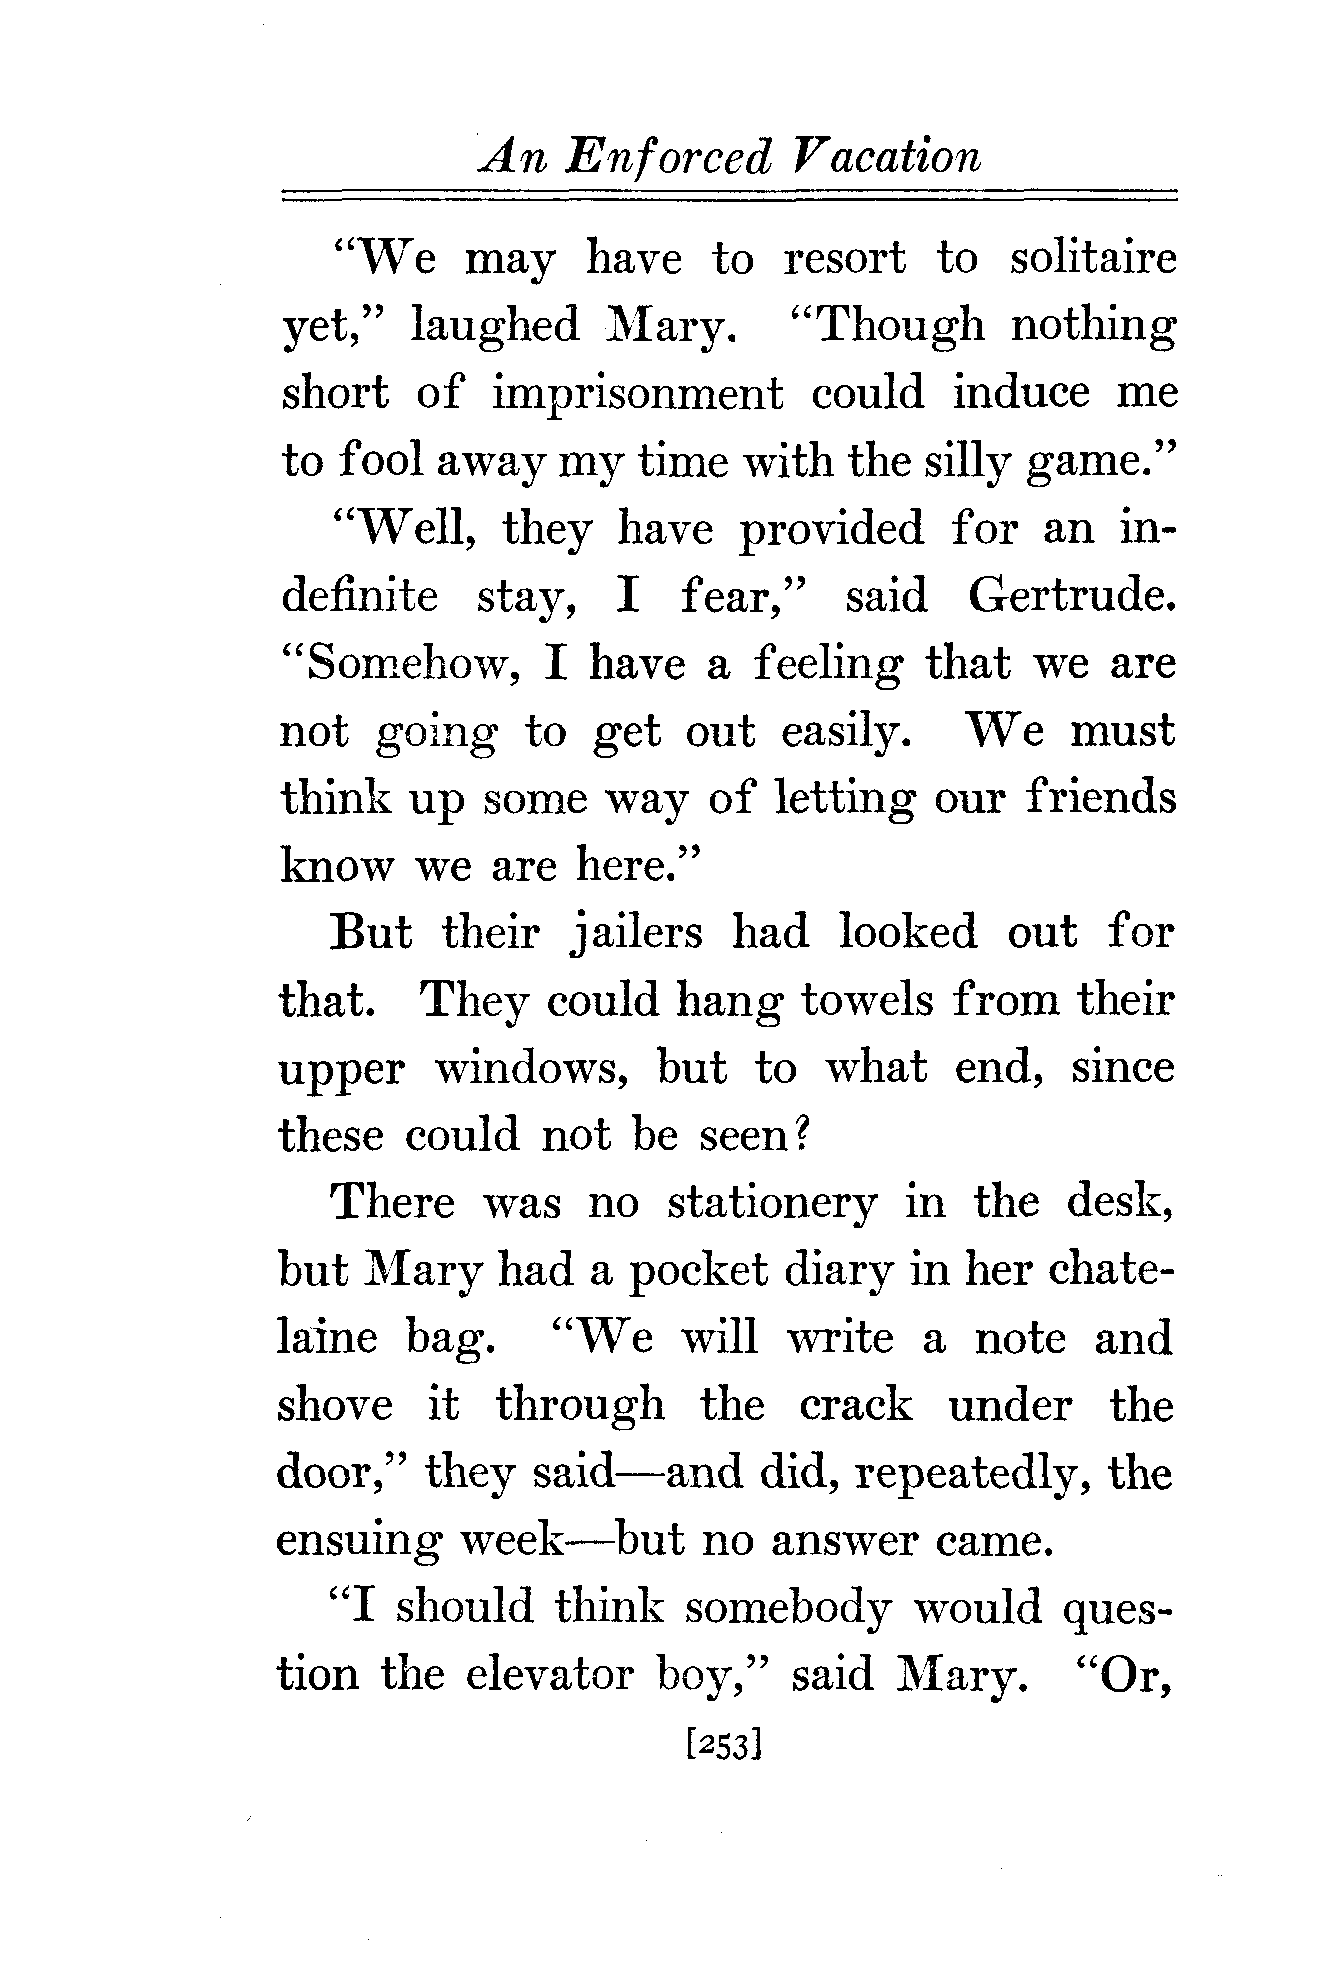 An Enforced Vacation
“We may have to resort to solitaire
yet,” laughed Mary. “Though nothing
short of imprisonment could induce me
to fool away my time with the silly game.”
“Well, they have provided for an in-
definite stay, I fear,” said Gertrude.
“Somehow, I have a feeling that we are
not going to get out easily. We must
think up some way of letting our friends
know we are here.”
But their jailers had looked out for
that. They could hang towels from their
upper windows, but to what end, since
these could not be seen?
There was no stationery in the desk,
but Mary had a pocket diary in her chate-
laine bag. “We will write a note and
shove it through the crack under the
door,” they said—and did, repeatedly, the
ensuing week—but no answer came.
“I should think somebody would ques-
tion the elevator boy,” said Mary. “Or,
[253]